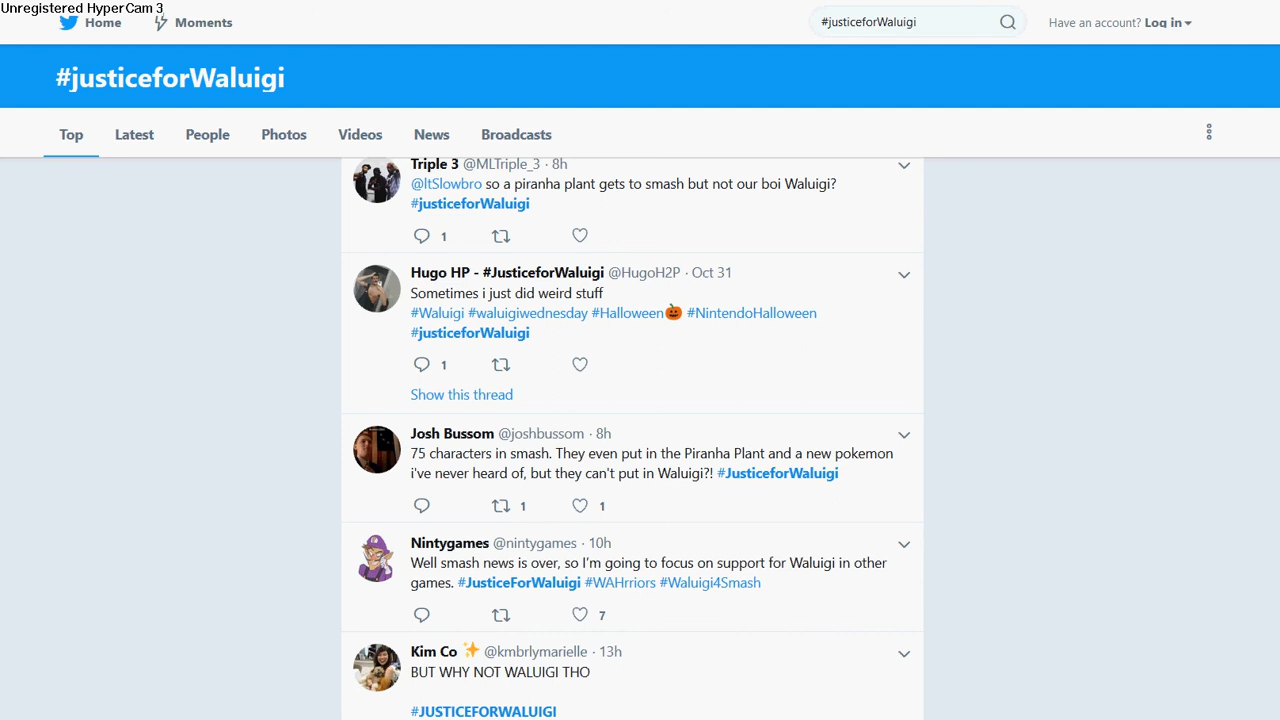 Unregistered HyperCam 3
Home Moments #justiceforWaluigi Have an account? Log in
#justiceforWaluigi
Top Latest People Photos Videos News Broadcasts
Triple 3 @MLTriple_3 · 8h
@ltSlowbro so a piranha plant gets to smash but not our boi Waluigi?
#justiceforWaluigi
1
Hugo HP - #JusticeforWaluigi @HugoH2P · Oct 31
Sometimes i just did weird stuff
#Waluigi #waluigiwednesday #Halloween🎃 #NintendoHalloween
#justiceforWaluigi
1
Show this thread
Josh Bussom @joshbussom · 8h
75 characters in smash. They even put in the Piranha Plant and a new pokemon
i've never heard of, but they can't put in Waluigi?! #JusticeforWaluigi
1 1
Nintygames @nintygames · 10h
Well smash news is over, so I'm going to focus on support for Waluigi in other
games. #JusticeForWaluigi #WAHrriors #Waluigi4Smash
7
Kim Co ✨ @kmbrlymarielle · 13h
BUT WHY NOT WALUIGI THO
#JUSTICEFORWALUIGI